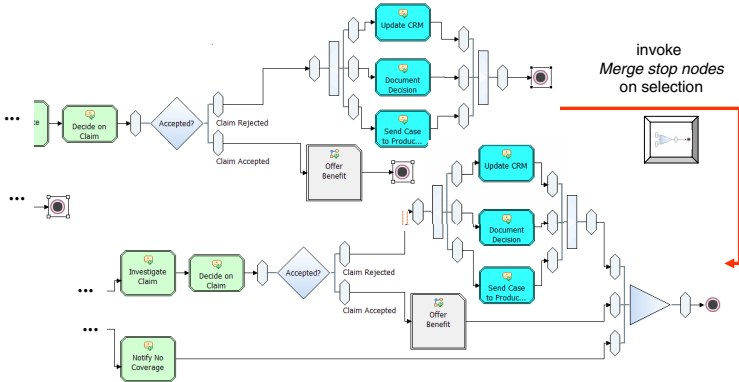 Update CRM
invoke
Merge stop nodes
on selection
Document
Decision
•••
te
Decide on
Claim
Accepted?
Claim Rejected
Send Case
to Produc...
Claim Accepted
Offer
Benefit
•••
Update CRM
Document
Decision
Investigate
Claim
Decide on
Claim
Accepted?
Claim Rejected
Send Case
to Produc...
•••
Claim Accepted
Offer
Benefit
•••
Notify No
Coverage